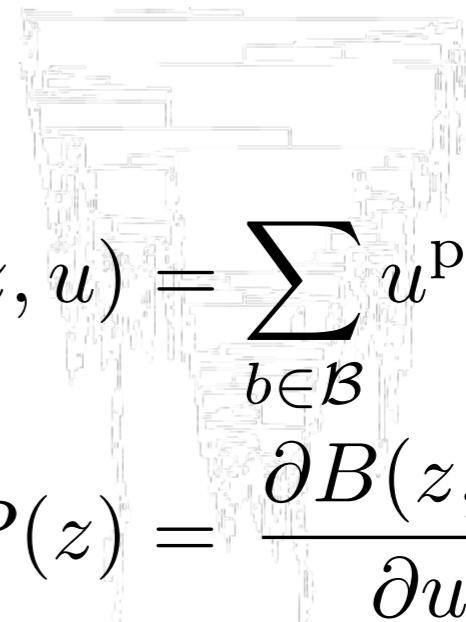 , u) = ∑ u^p
b∈ℬ
P(z) = ∂B(z,
∂u